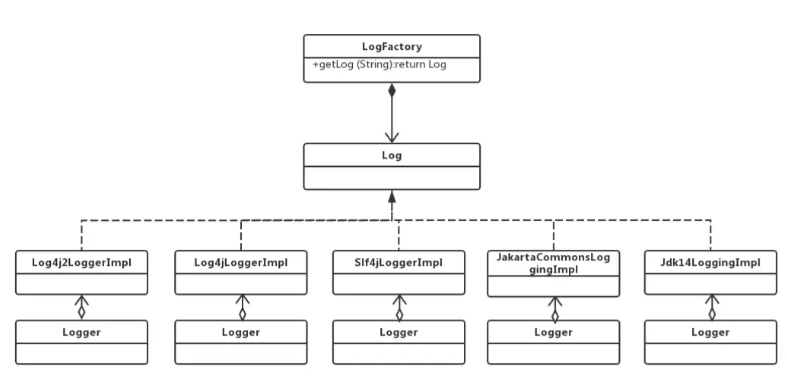 LogFactory
+getLog (String):return Log
Log
Log4j2LoggerImpl
Log4jLoggerImpl
Slf4jLoggerImpl
JakartaCommonsLog
gingImpl
Jdk14LoggingImpl
Logger
Logger
Logger
Logger
Logger